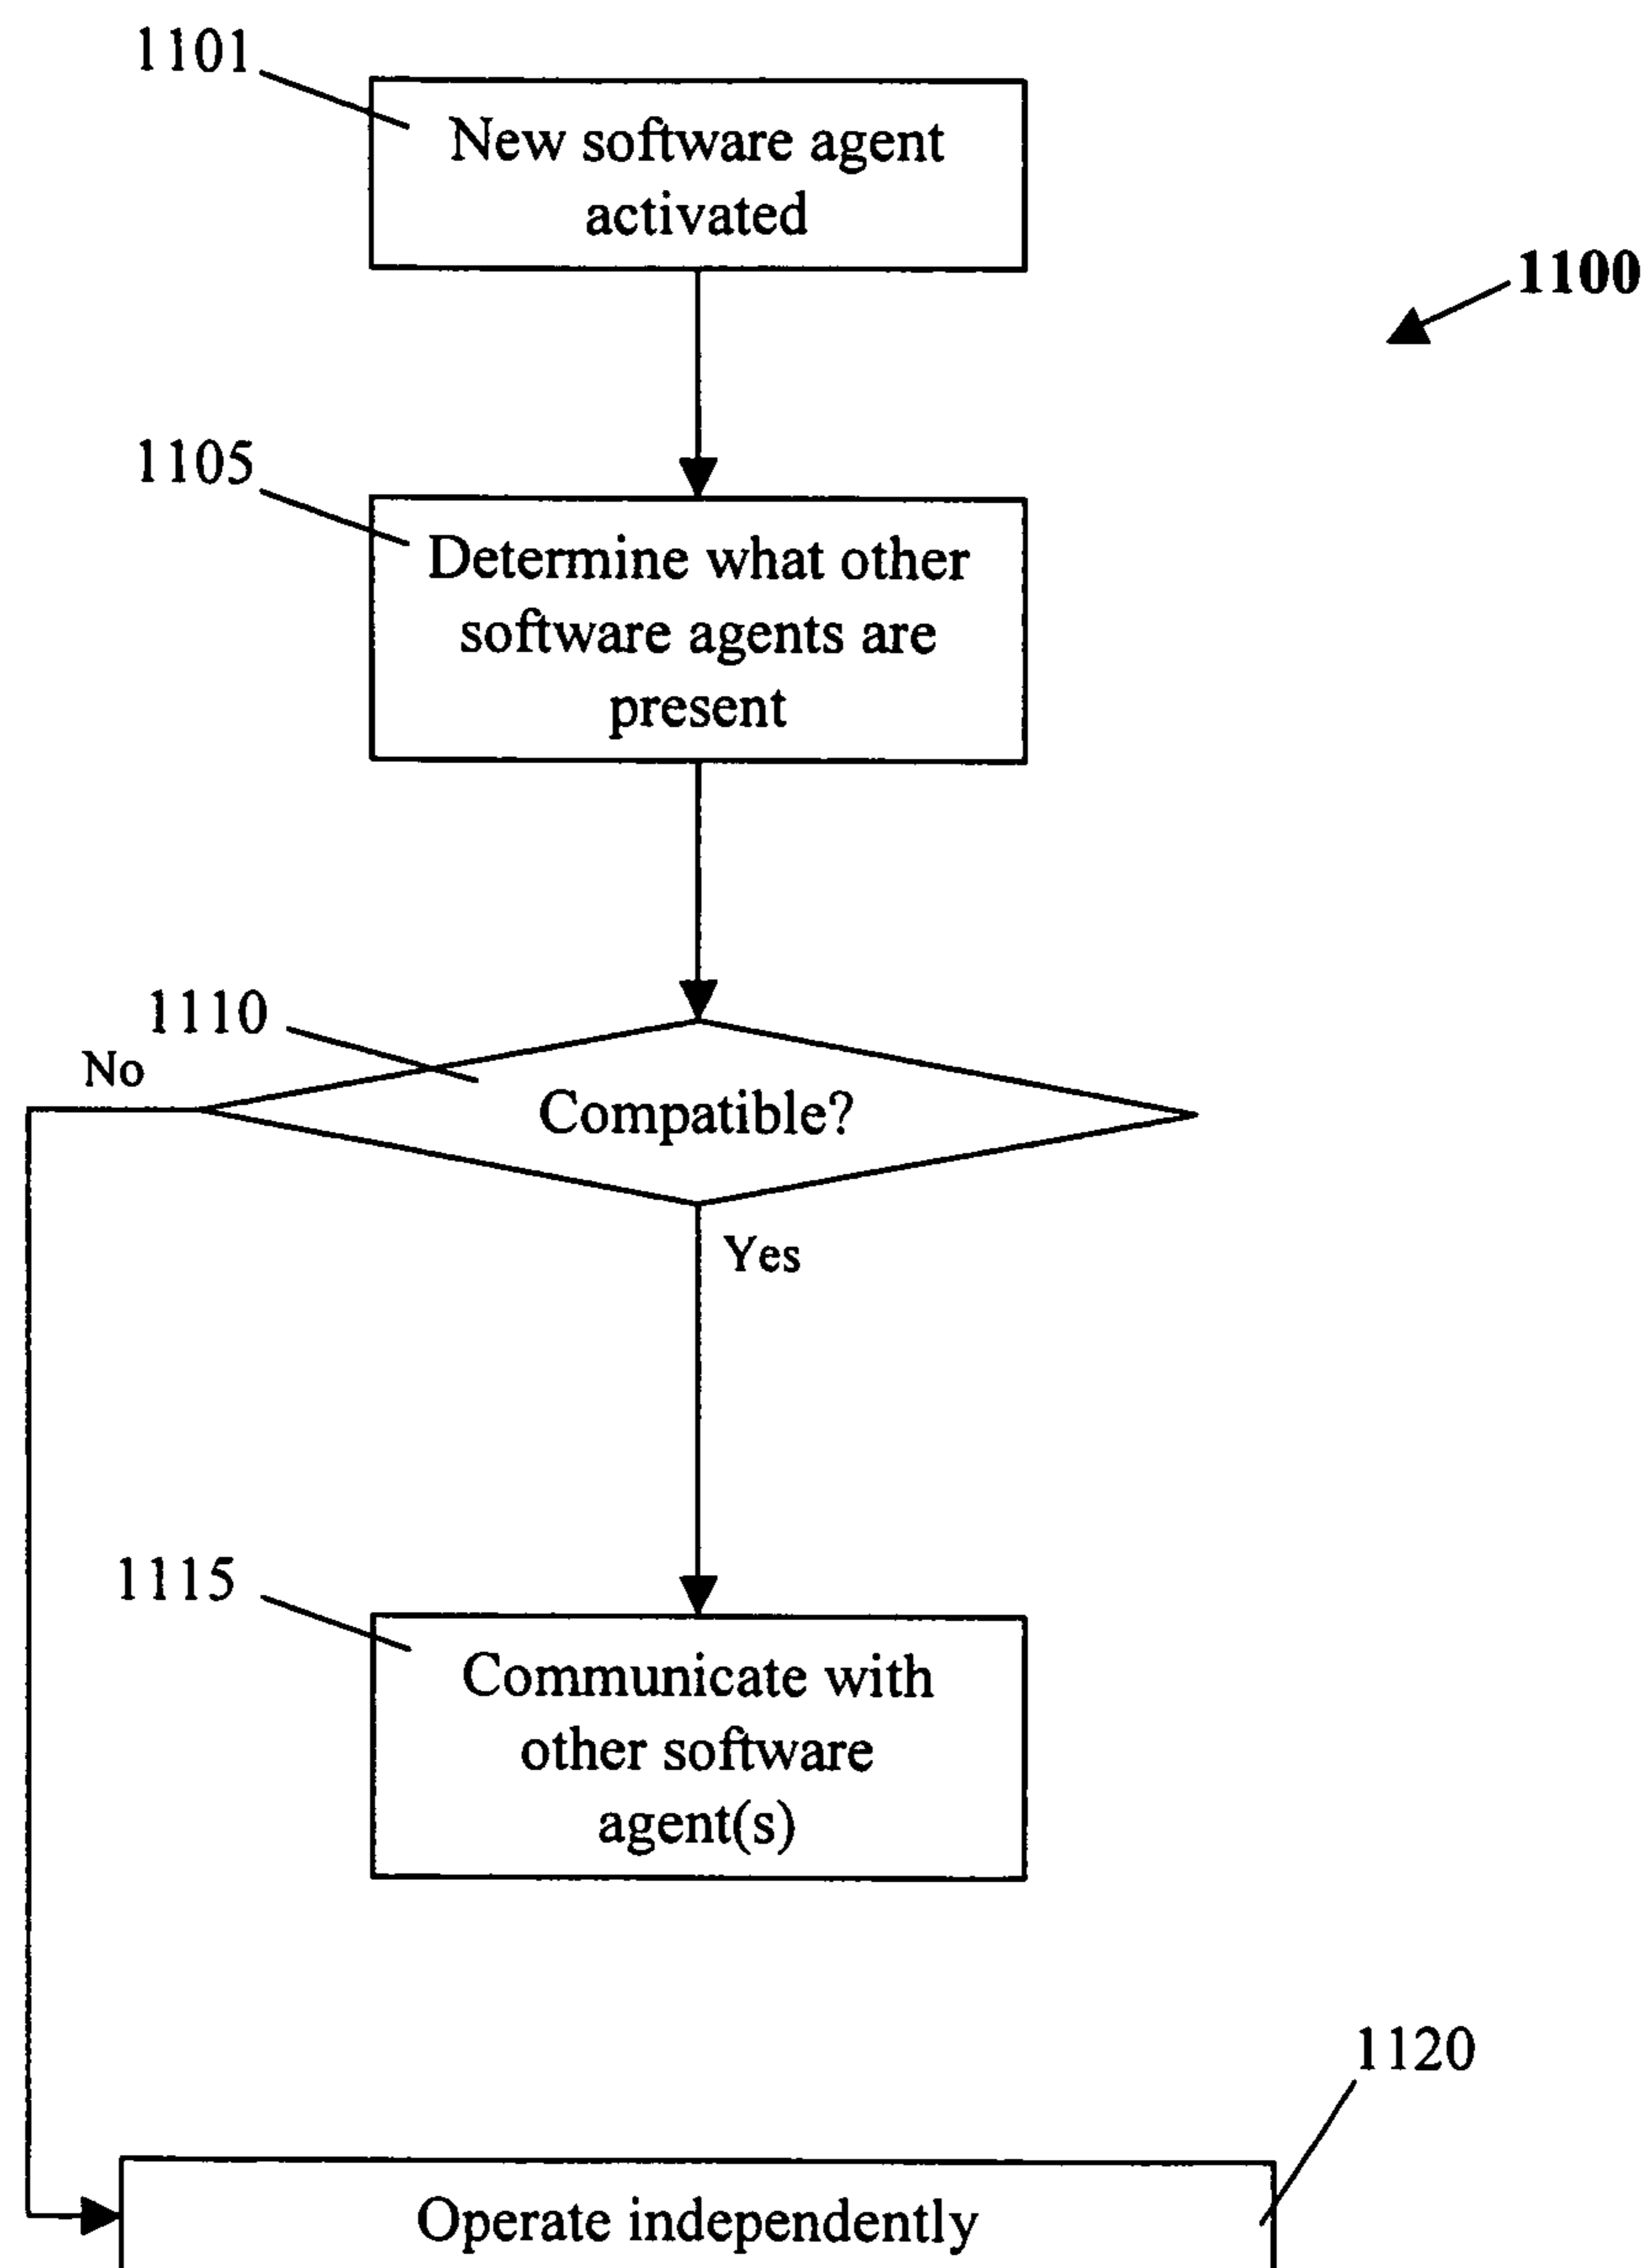 1101
New software agent
activated
1100
1105
Determine what other
software agents are
present
1110
No
Compatible?
Yes
1115
Communicate with
other software
agent(s)
1120
Operate independently